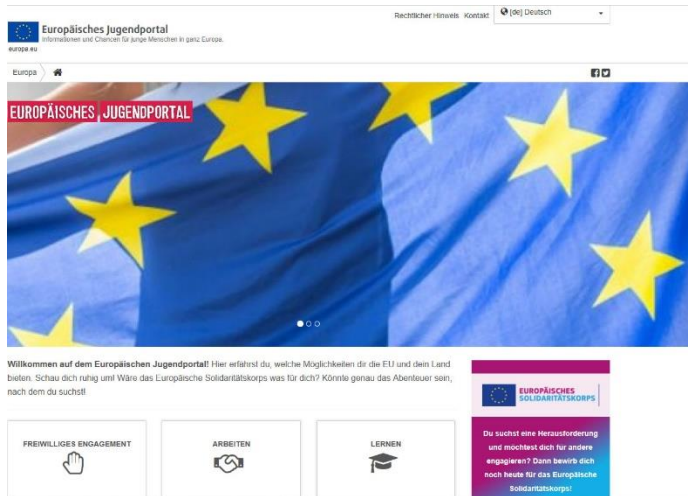 Rechtlicher Hinweis Kontakt [de] Deutsch
Europäisches Jugendportal
Informationen und Chancen für junge Menschen in ganz Europa.
europa.eu
Europa
EUROPÄISCHES JUGENDPORTAL
Willkommen auf dem Europäischen Jugendportal! Hier erfährst du, welche Möglichkeiten dir die EU und dein Land
bieten. Schau dich ruhig um! Wäre das Europäische Solidaritätskorps was für dich? Könnte genau das Abenteuer sein,
nach dem du suchst!
FREIWILLIGES ENGAGEMENT
ARBEITEN
LERNEN
EUROPÄISCHES
SOLIDARITÄTSKORPS
Du suchst eine Herausforderung
und möchtest dich für andere
engagieren? Dann bewirb dich
noch heute für das Europäische
Solidaritätskorps!